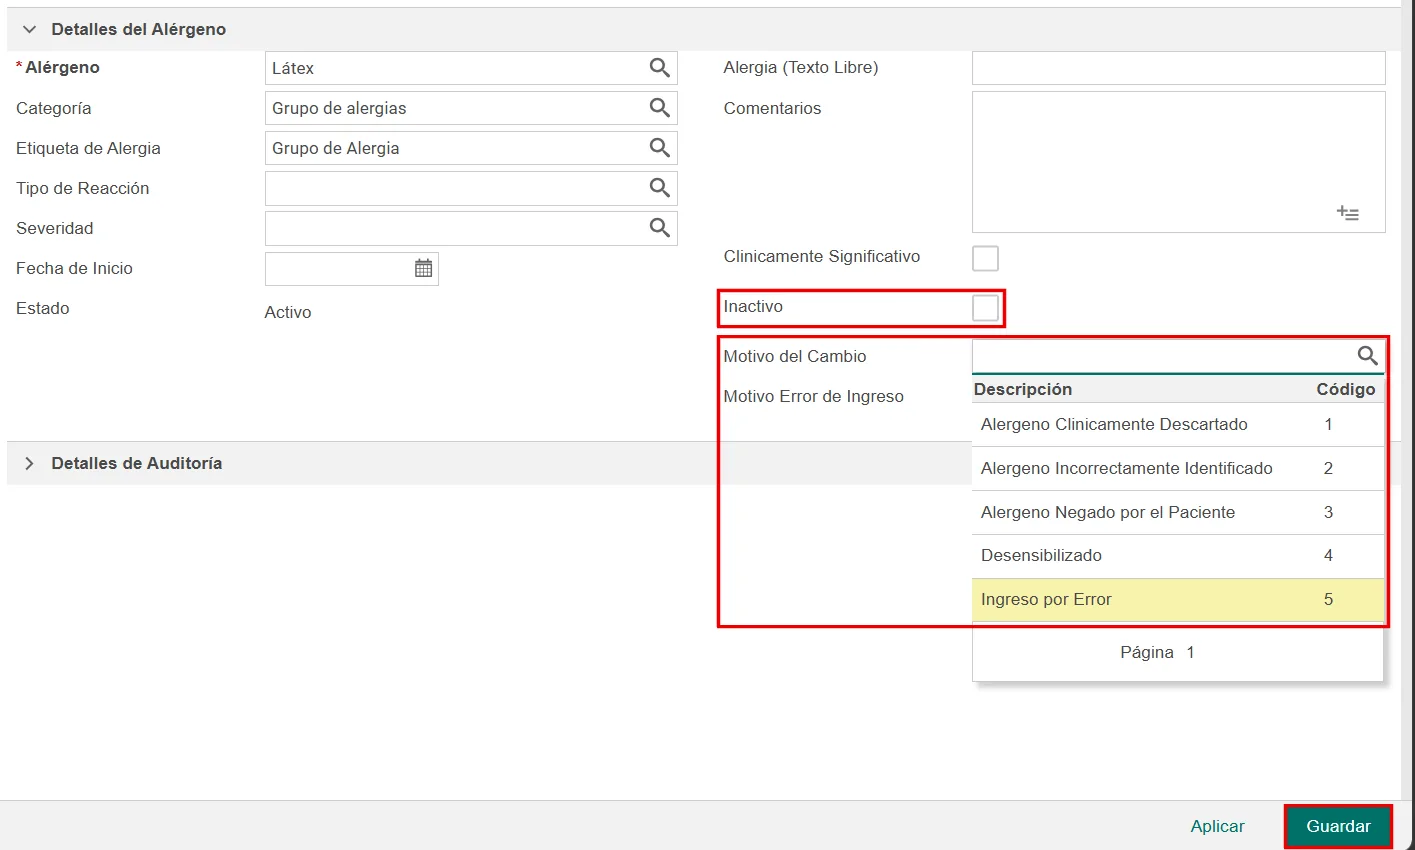 Detalles del Alérgeno
* Alérgeno
Látex
Categoría
Grupo de alergias
Etiqueta de Alergia
Grupo de Alergia
Tipo de Reacción
Severidad
Fecha de Inicio
Estado
Activo
Alergia (Texto Libre)
Comentarios
Clinicamente Significativo
Inactivo
Motivo del Cambio
Motivo Error de Ingreso
Descripción Código
Alergeno Clinicamente Descartado 1
Alergeno Incorrectamente Identificado 2
Alergeno Negado por el Paciente 3
Desensibilizado 4
Ingreso por Error 5
Página 1
Detalles de Auditoría
Aplicar
Guardar